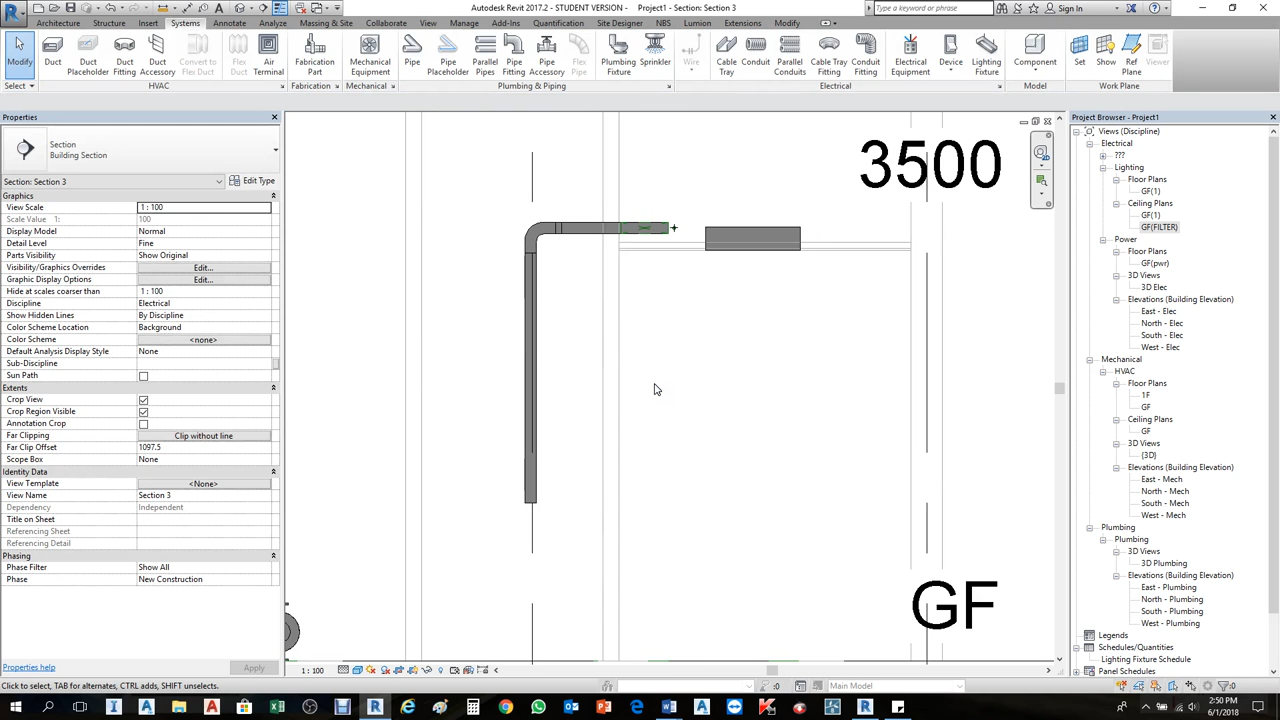 Autodesk Revit 2017.2 - STUDENT VERSION - Project1 - Section: Section 3
Type a keyword or phrase
Sign In
Architecture Structure Insert Systems Annotate Analyze Massing & Site Collaborate View Manage Add-Ins Quantification Site Designer NBS Lumion Extensions Modify
Modify
Duct
Duct Placeholder
Duct Fitting
Duct Accessory
Convert to Flex Duct
Flex Duct
Air Terminal
Fabrication Part
Mechanical Equipment
Pipe
Pipe Placeholder
Parallel Pipes
Pipe Fitting
Pipe Accessory
Flex Pipe
Plumbing Fixture
Sprinkler
Wire
Cable Tray
Conduit
Parallel Conduits
Cable Tray Fitting
Conduit Fitting
Electrical Equipment
Device
Lighting Fixture
Component
Set
Show
Ref Plane
Viewer
Select HVAC Fabrication Mechanical Plumbing & Piping Electrical Model Work Plane
Properties
Section
Building Section
Section: Section 3
Edit Type
Graphics
View Scale 1 : 100
Scale Value 1: 100
Display Model Normal
Detail Level Fine
Parts Visibility Show Original
Visibility/Graphics Overrides Edit...
Graphic Display Options Edit...
Hide at scales coarser than 1 : 100
Discipline Electrical
Show Hidden Lines By Discipline
Color Scheme Location Background
Color Scheme <none>
Default Analysis Display Style None
Sub-Discipline
Sun Path
Extents
Crop View
Crop Region Visible
Annotation Crop
Far Clipping Clip without line
Far Clip Offset 1097.5
Scope Box None
Identity Data
View Template <None>
View Name Section 3
Dependency Independent
Title on Sheet
Referencing Sheet
Referencing Detail
Phasing
Phase Filter Show All
Phase New Construction
Properties help
Apply
3500
GF
Project Browser - Project1
Views (Discipline)
Electrical
???
Lighting
Floor Plans
GF(1)
Ceiling Plans
GF(1)
GF(FILTER)
Power
Floor Plans
GF(pwr)
3D Views
3D Elec
Elevations (Building Elevation)
East - Elec
North - Elec
South - Elec
West - Elec
Mechanical
HVAC
Floor Plans
1F
GF
Ceiling Plans
GF
3D Views
{3D}
Elevations (Building Elevation)
East - Mech
North - Mech
South - Mech
West - Mech
Plumbing
Plumbing
3D Views
3D Plumbing
Elevations (Building Elevation)
East - Plumbing
North - Plumbing
South - Plumbing
West - Plumbing
Legends
Schedules/Quantities
Lighting Fixture Schedule
Panel Schedules
1 : 100
Click to select, TAB for alternates, CTRL adds, SHIFT unselects.
:0
Main Model
:0
2:50 PM
6/1/2018